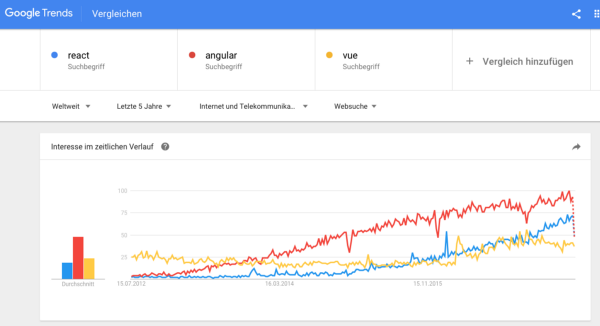 Google Trends Vergleichen
react
Suchbegriff
angular
Suchbegriff
vue
Suchbegriff
+ Vergleich hinzufügen
Weltweit
Letzte 5 Jahre
Internet und Telekommunika...
Websuche
Interesse im zeitlichen Verlauf
100
75
50
25
Durchschnitt
15.07.2012
16.03.2014
15.11.2015